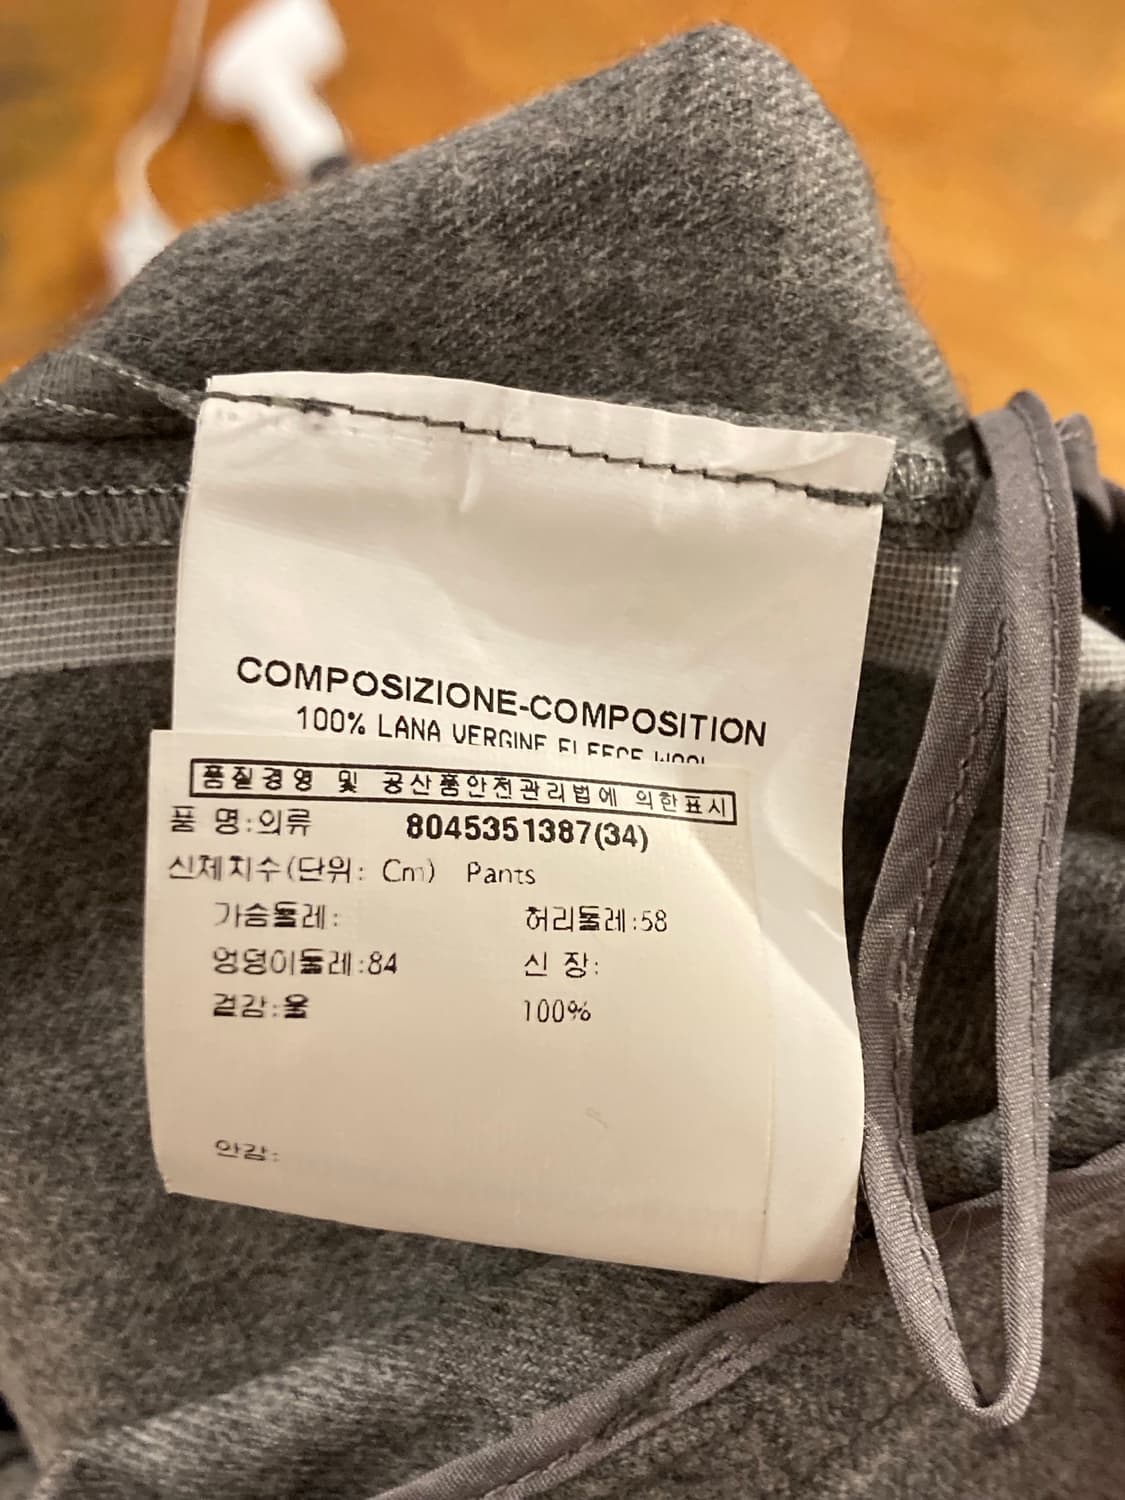 COMPOSIZIONE-COMPOSITION
100% LANA VERGINE FLEECE WOOL
품질경영 및 공산품안전관리법에 의한표시
품 명:의류 8045351387(34)
신체치수(단위: Cm) Pants
가슴둘레: 허리둘레:58
엉덩이둘레:84 신 장:
겉감:울 100%
안감: